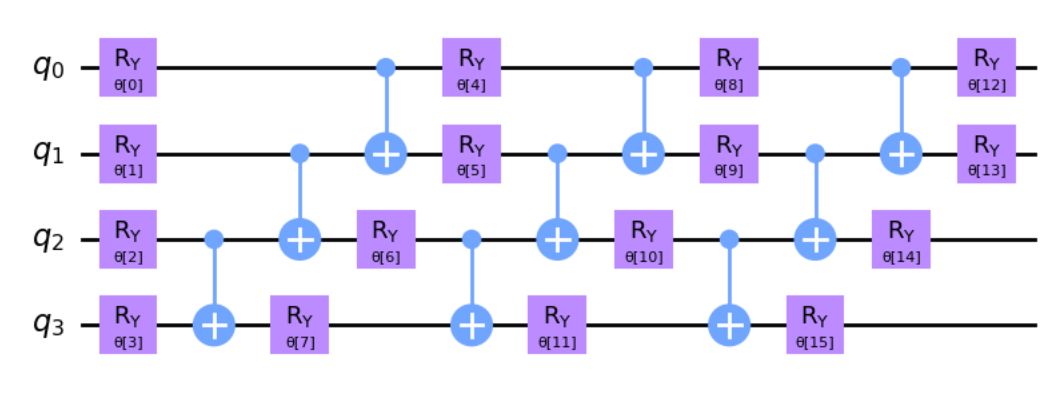 q0 RY RY RY RY
θ[0] θ[4] θ[8] θ[12]
q1 RY RY RY RY
θ[1] θ[5] θ[9] θ[13]
q2 RY RY RY RY
θ[2] θ[6] θ[10] θ[14]
q3 RY RY RY RY
θ[3] θ[7] θ[11] θ[15]